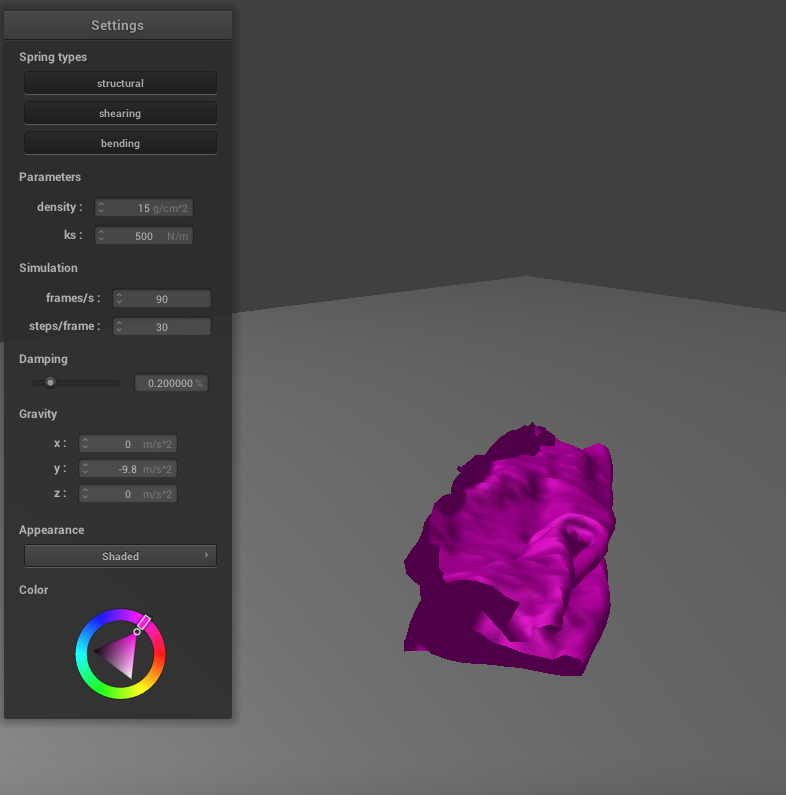 Settings
Spring types
structural
shearing
bending
Parameters
density : 15 g/cm^2
ks : 500 N/m
Simulation
frames/s : 90
steps/frame : 30
Damping
0.200000 %
Gravity
x : 0 m/s^2
y : -9.8 m/s^2
z : 0 m/s^2
Appearance
Shaded
Color